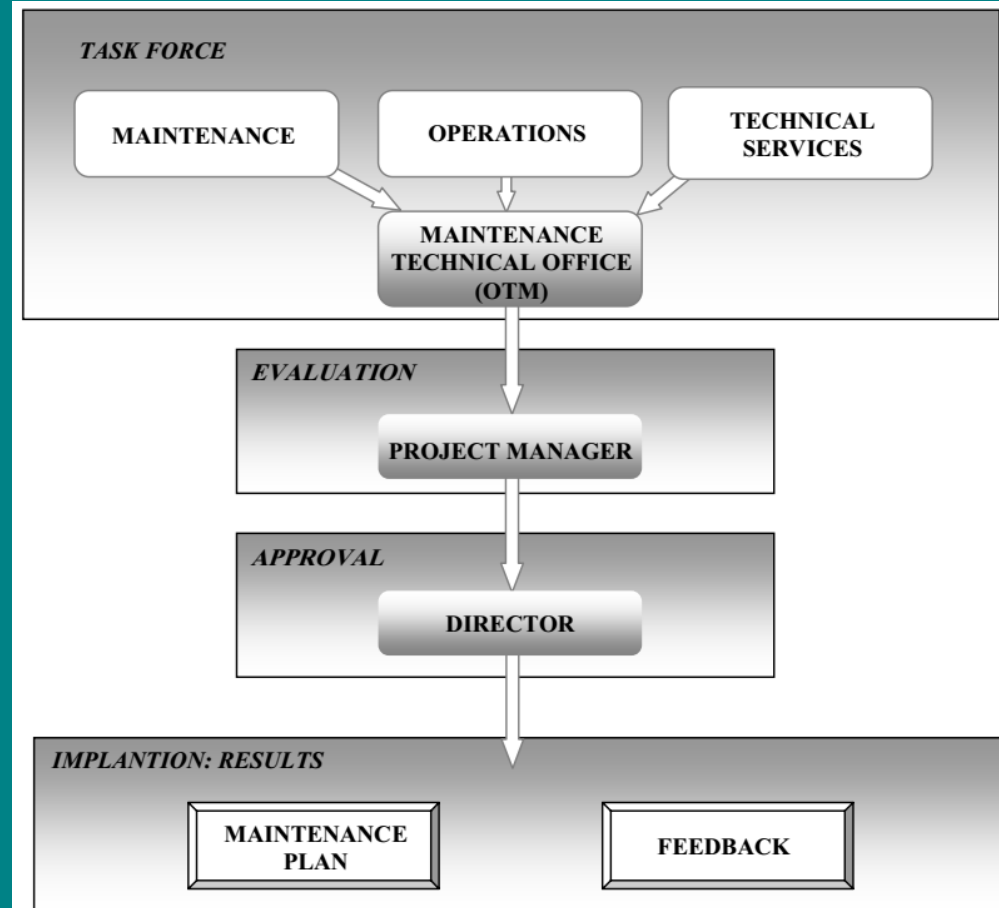 TASK FORCE
MAINTENANCE
OPERATIONS
TECHNICAL
SERVICES
MAINTENANCE
TECHNICAL OFFICE
(OTM)
EVALUATION
PROJECT MANAGER
APPROVAL
DIRECTOR
IMPLANTION: RESULTS
MAINTENANCE
PLAN
FEEDBACK